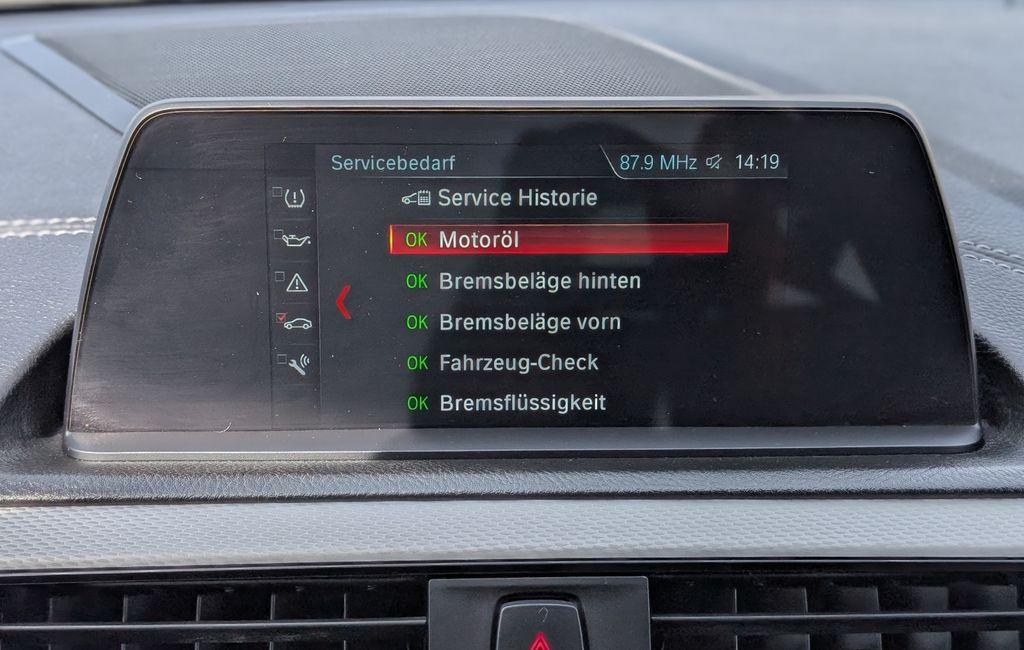 Servicebedarf 87.9 MHz 14:19
Service Historie
OK Motoröl
OK Bremsbeläge hinten
OK Bremsbeläge vorn
OK Fahrzeug-Check
OK Bremsflüssigkeit